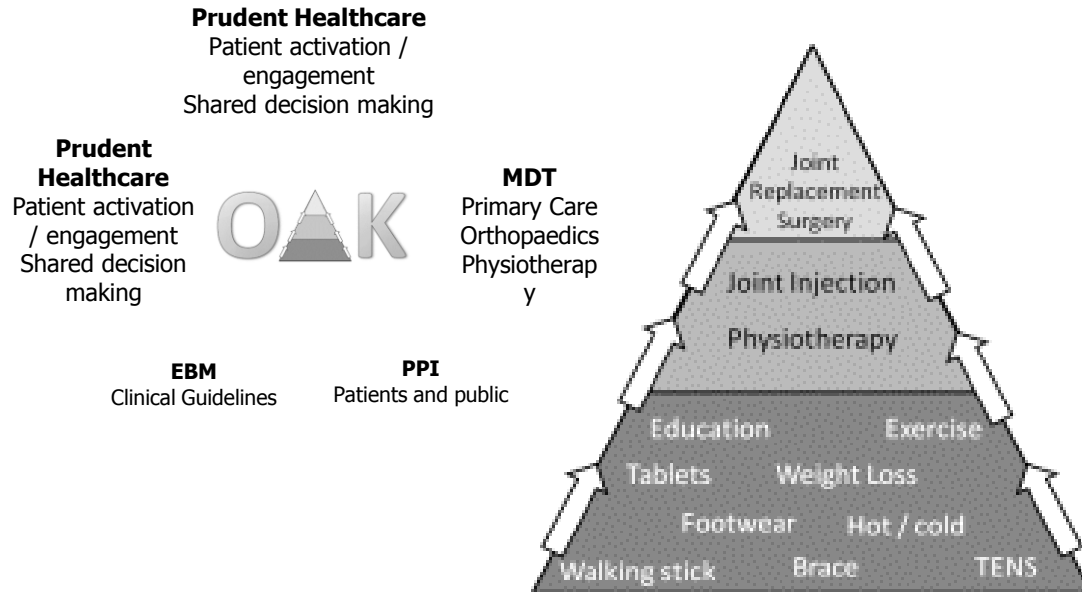 Prudent Healthcare
Patient activation /
engagement
Shared decision making
Prudent
Healthcare
Patient activation
/ engagement
Shared decision
making
O K
MDT
Primary Care
Orthopaedics
Physiotherap
y
EBM
Clinical Guidelines
PPI
Patients and public
Joint
Replacement
Surgery
Joint Injection
Physiotherapy
Education Exercise
Tablets Weight Loss
Footwear Hot / cold
Walking stick Brace TENS